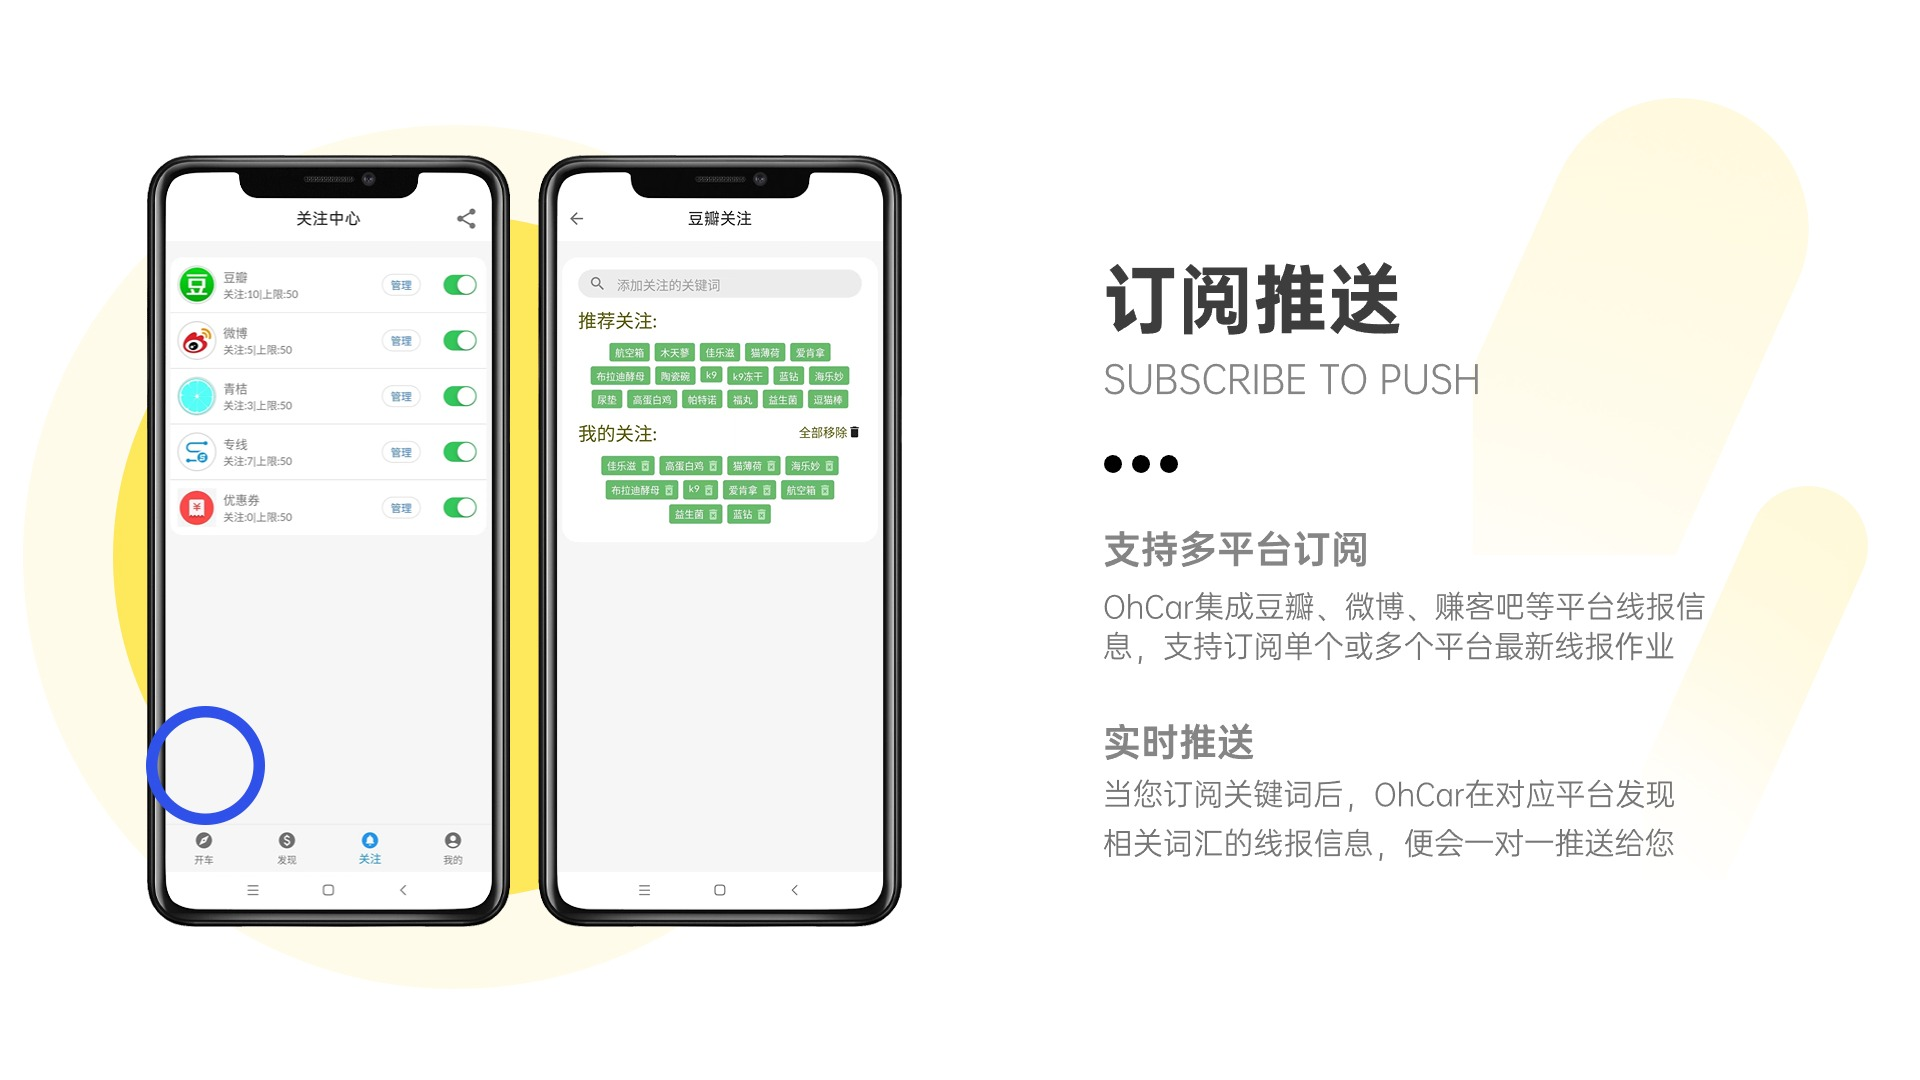 关注中心
豆
豆瓣
关注:10|上限:50
管理
微博
关注:5|上限:50
管理
青桔
关注:3|上限:50
管理
专线
关注:7|上限:50
管理
优惠券
关注:0|上限:50
管理
开车
发现
关注
我的
豆瓣关注
添加关注的关键词
推荐关注:
航空箱 木天蓼 佳乐滋 猫薄荷 爱肯拿
布拉迪酵母 陶瓷碗 k9 k9冻干 蓝钻 海乐妙
尿垫 高蛋白鸡 帕特诺 福丸 益生菌 逗猫棒
我的关注: 全部移除
佳乐滋 高蛋白鸡 猫薄荷 海乐妙
布拉迪酵母 k9 爱肯拿 航空箱
益生菌 蓝钻
订阅推送
SUBSCRIBE TO PUSH
支持多平台订阅
OhCar集成豆瓣、微博、赚客吧等平台线报信
息，支持订阅单个或多个平台最新线报作业
实时推送
当您订阅关键词后，OhCar在对应平台发现
相关词汇的线报信息，便会一对一推送给您